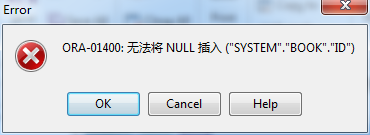 Error
ORA-01400: 无法将 NULL 插入 ("SYSTEM"."BOOK"."ID")
OK Cancel Help